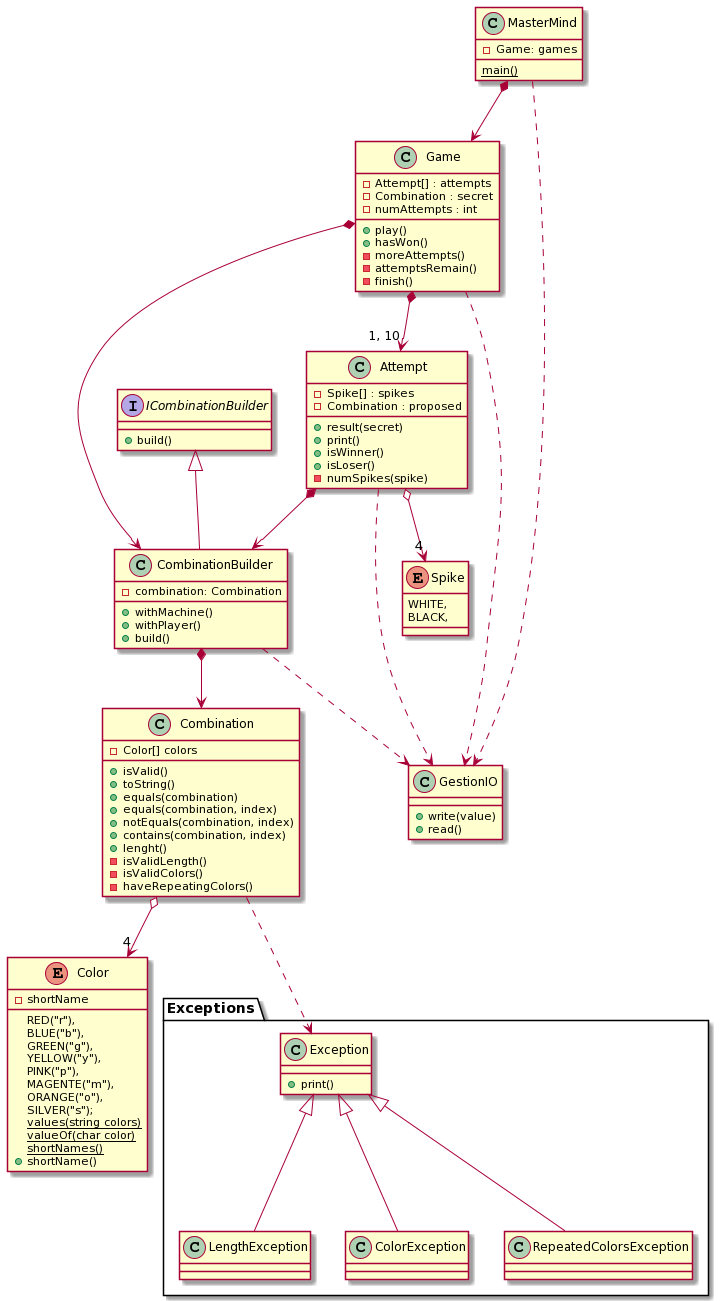 C MasterMind
Game: games
main()
C Game
Attempt[] : attempts
Combination : secret
numAttempts : int
play()
hasWon()
moreAttempts()
attemptsRemain()
finish()
1, 10
C Attempt
Spike[] : spikes
Combination : proposed
result(secret)
print()
isWinner()
isLoser()
numSpikes(spike)
I ICombinationBuilder
build()
4
C CombinationBuilder
combination: Combination
withMachine()
withPlayer()
build()
E Spike
WHITE,
BLACK,
C Combination
Color[] colors
isValid()
toString()
equals(combination)
equals(combination, index)
notEquals(combination, index)
contains(combination, index)
lenght()
isValidLength()
isValidColors()
haveRepeatingColors()
C GestionIO
write(value)
read()
4
E Color
shortName
RED("r"),
BLUE("b"),
GREEN("g"),
YELLOW("y"),
PINK("p"),
MAGENTE("m"),
ORANGE("o"),
SILVER("s");
values(string colors)
valueOf(char color)
shortNames()
shortName()
Exceptions
C Exception
print()
C LengthException
C ColorException
C RepeatedColorsException